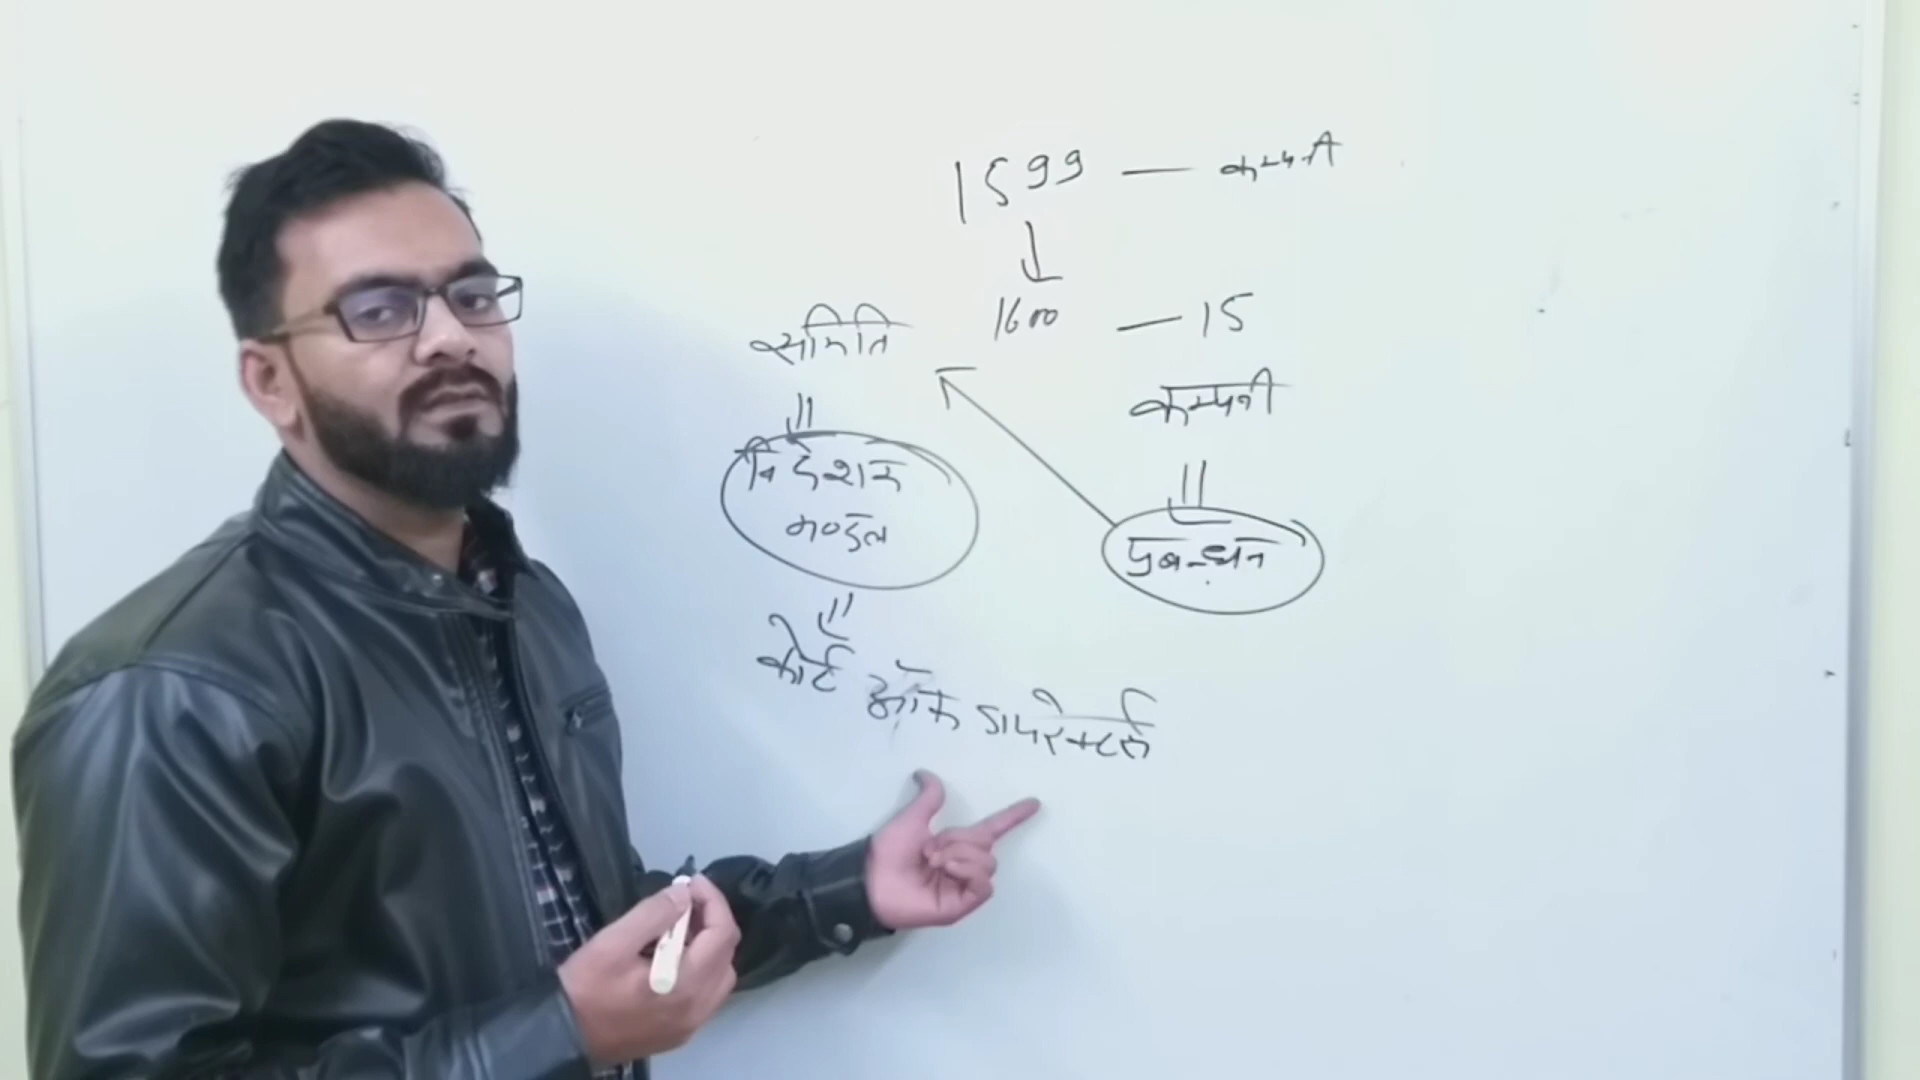 1599 — कम्पनी
1600 — 15
कम्पनी
प्रबन्धन
समिति
निदेशक
मण्डल
कोर्ट ऑफ डायरेक्टर्स